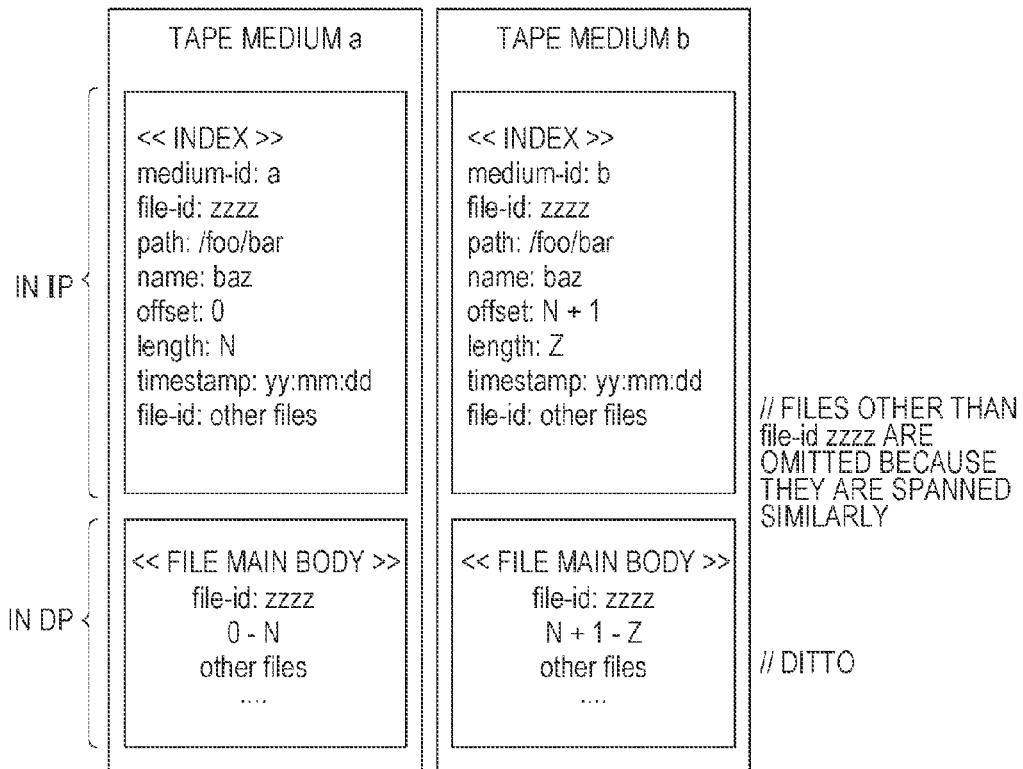 TAPE MEDIUM a
<< INDEX >>
medium-id: a
file-id: zzzz
path: /foo/bar
name: baz
offset: 0
length: N
timestamp: yy:mm:dd
file-id: other files
IN IP
<< FILE MAIN BODY >>
file-id: zzzz
0 - N
other files
....
IN DP
TAPE MEDIUM b
<< INDEX >>
medium-id: b
file-id: zzzz
path: /foo/bar
name: baz
offset: N + 1
length: Z
timestamp: yy:mm:dd
file-id: other files
<< FILE MAIN BODY >>
file-id: zzzz
N + 1 - Z
other files
....
// FILES OTHER THAN
file-id zzzz ARE
OMITTED BECAUSE
THEY ARE SPANNED
SIMILARLY
// DITTO